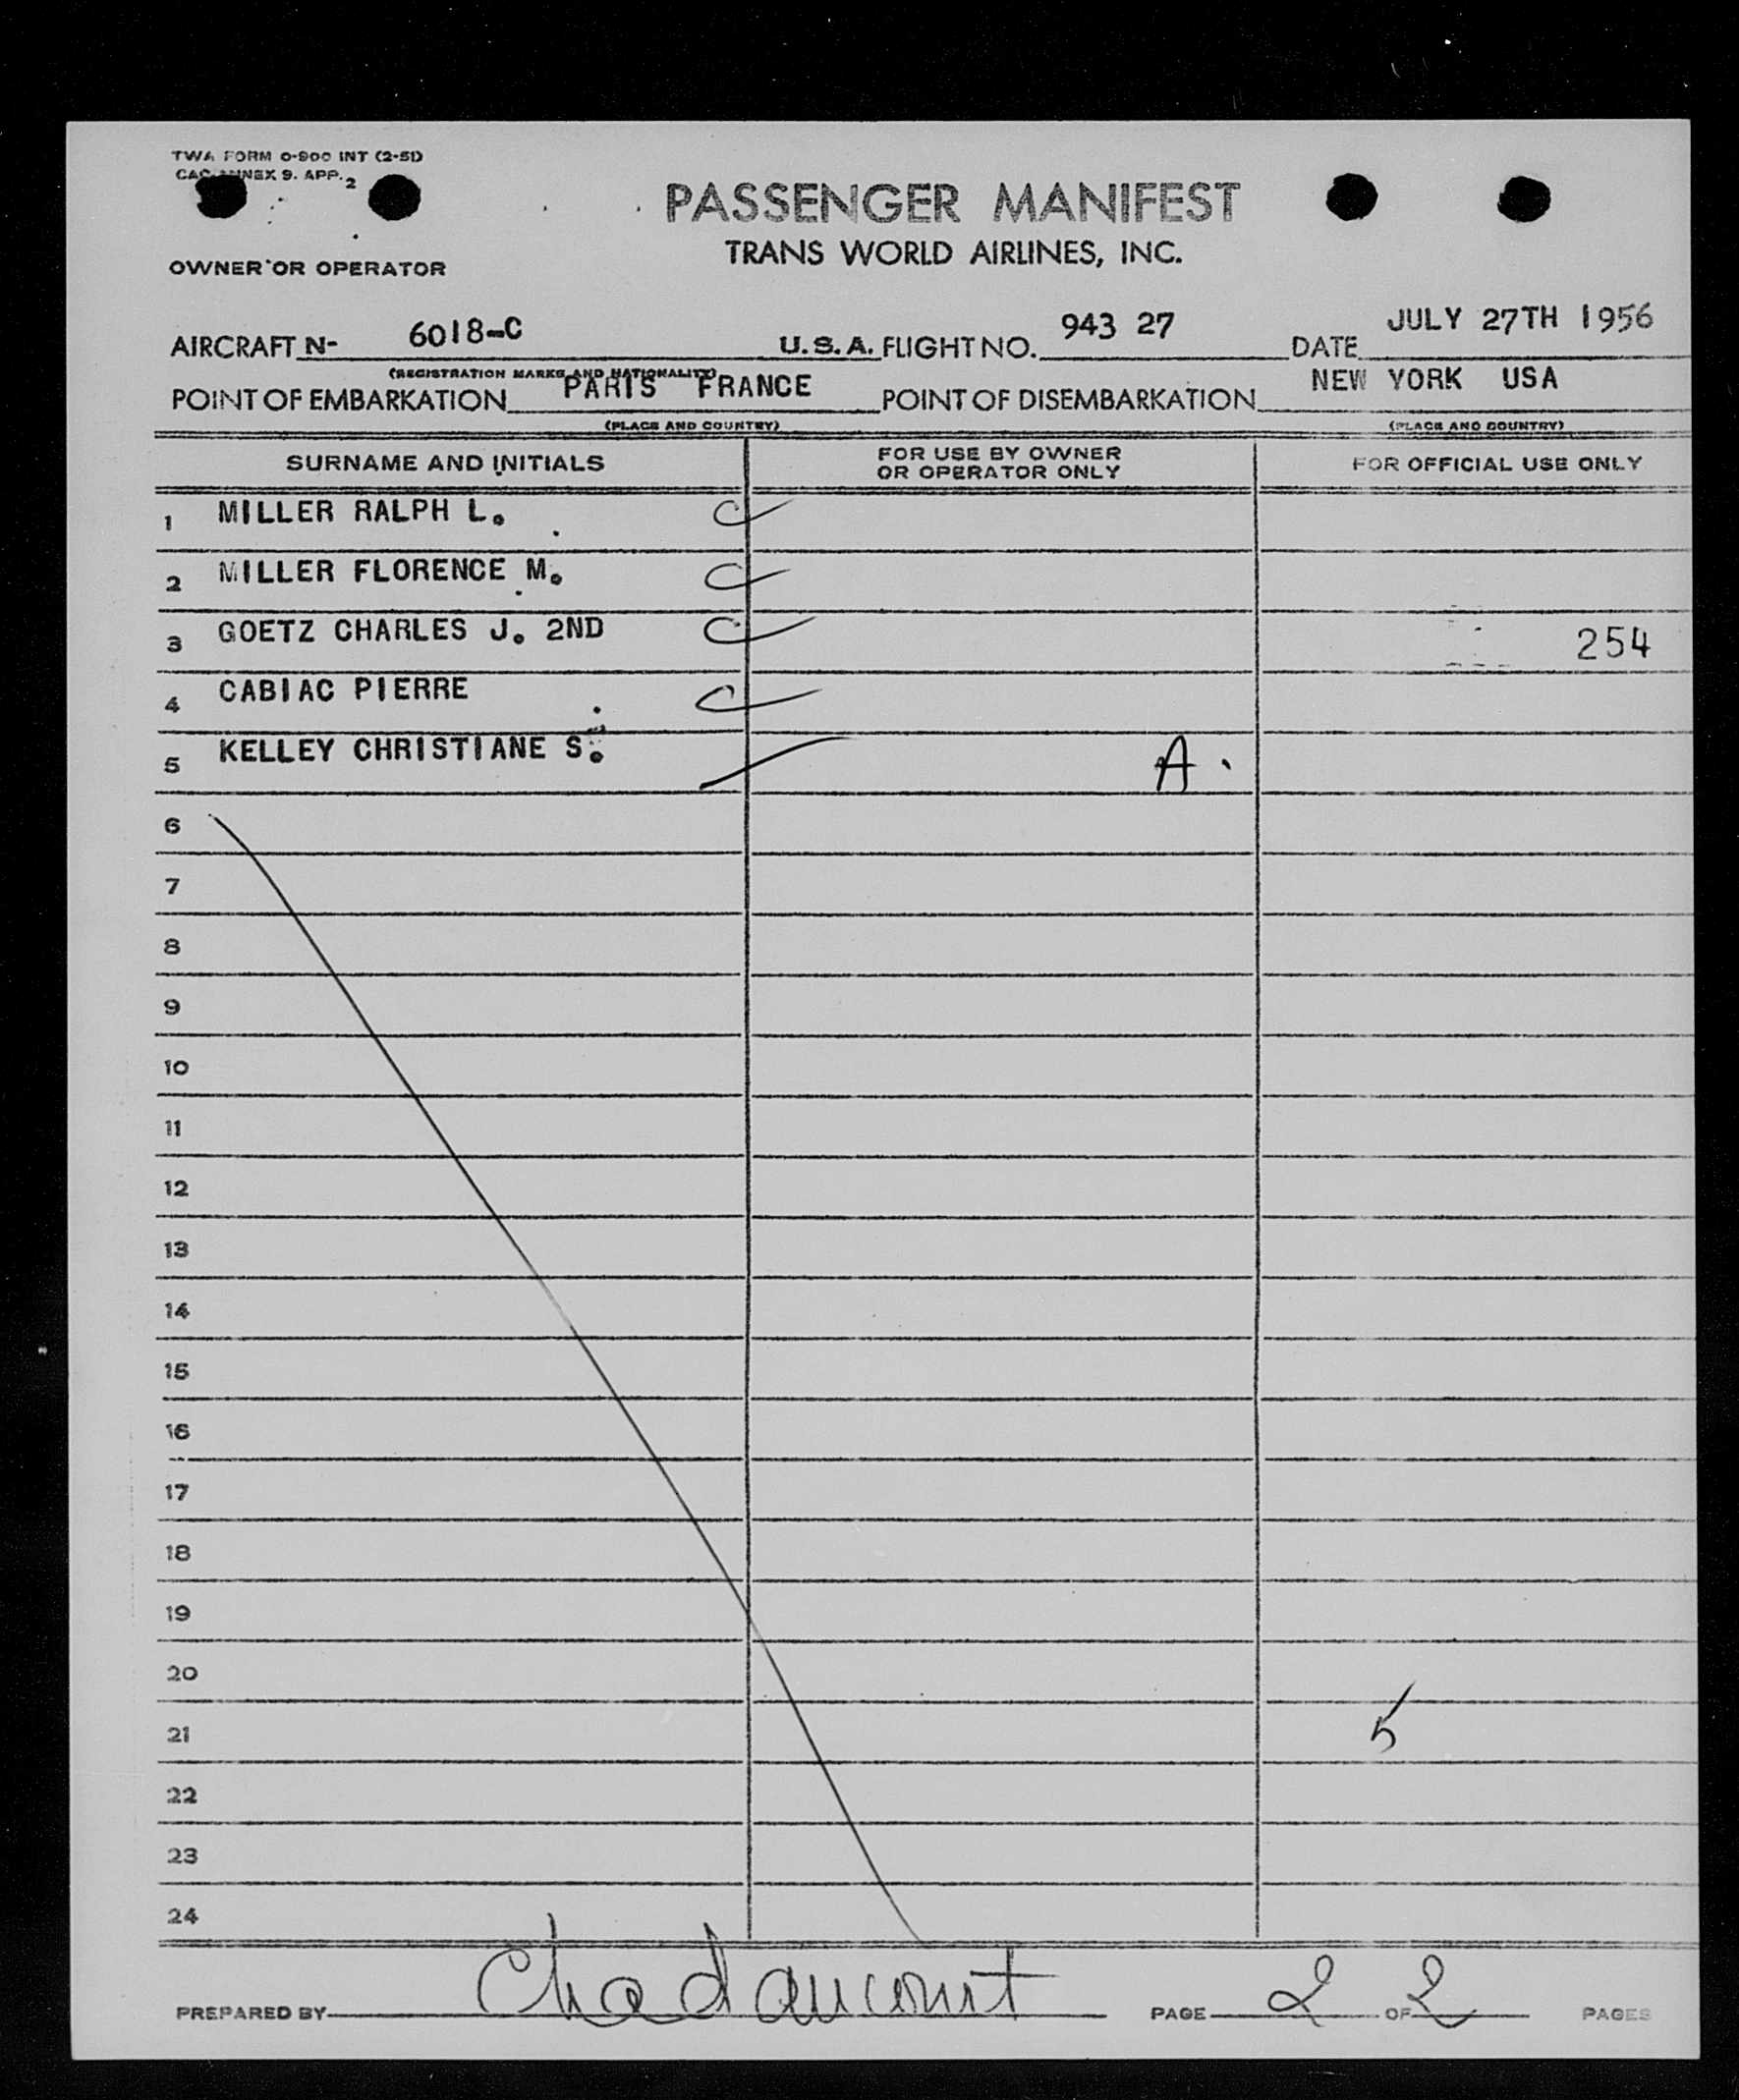 TWA FORM O-900 INT (2-51)
ANNEX 9. APP. 2
PASSENGER MANIFEST
TRANS WORLD AIRLINES, INC.
OWNER OR OPERATOR
AIRCRAFT N- 6018-C U.S.A. FLIGHT NO. 943 27 DATE JULY 27TH 1956
(REGISTRATION MARKS AND NATIONALITY)
POINT OF EMBARKATION PARIS FRANCE POINT OF DISEMBARKATION NEW YORK USA
(PLACE AND COUNTRY) (PLACE AND COUNTRY)
SURNAME AND INITIALS FOR USE BY OWNER OR OPERATOR ONLY FOR OFFICIAL USE ONLY
1 MILLER RALPH L. C
2 MILLER FLORENCE M. C
3 GOETZ CHARLES J. 2ND C 254
4 CABIAC PIERRE C
5 KELLEY CHRISTIANE S. A.
6
7
8
9
10
11
12
13
14
15
16
17
18
19
20
21 5
22
23
24
PREPARED BY PAGE 2 OF 2 PAGES